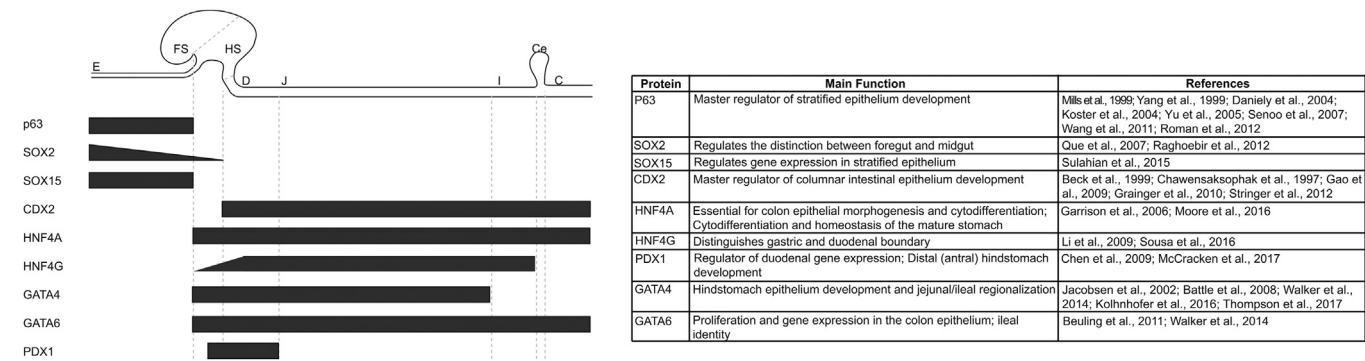 FS
HS
Ce
E
D
J
I
C
p63
SOX2
SOX15
CDX2
HNF4A
HNF4G
GATA4
GATA6
PDX1
Protein Main Function References
P63 Master regulator of stratified epithelium development Mills et al., 1999; Yang et al., 1999; Daniely et al., 2004;
Koster et al., 2004; Yu et al., 2005; Senoo et al., 2007;
Wang et al., 2011; Roman et al., 2012
SOX2 Regulates the distinction between foregut and midgut Que et al., 2007; Raghoebir et al., 2012
SOX15 Regulates gene expression in stratified epithelium Sulahian et al., 2015
CDX2 Master regulator of columnar intestinal epithelium development Beck et al., 1999; Chawensaksophak et al., 1997; Gao et
al., 2009; Grainger et al., 2010; Stringer et al., 2012
HNF4A Essential for colon epithelial morphogenesis and cytodifferentiation; Garrison et al., 2006; Moore et al., 2016
Cytodifferentiation and homeostasis of the mature stomach
HNF4G Distinguishes gastric and duodenal boundary Li et al., 2009; Sousa et al., 2016
PDX1 Regulator of duodenal gene expression; Distal (antral) hindstomach Chen et al., 2009; McCracken et al., 2017
development
GATA4 Hindstomach epithelium development and jejunal/ileal regionalization Jacobsen et al., 2002; Battle et al., 2008; Walker et al.,
2014; Kolhnhofer et al., 2016; Thompson et al., 2017
GATA6 Proliferation and gene expression in the colon epithelium; ileal Beuling et al., 2011; Walker et al., 2014
identity